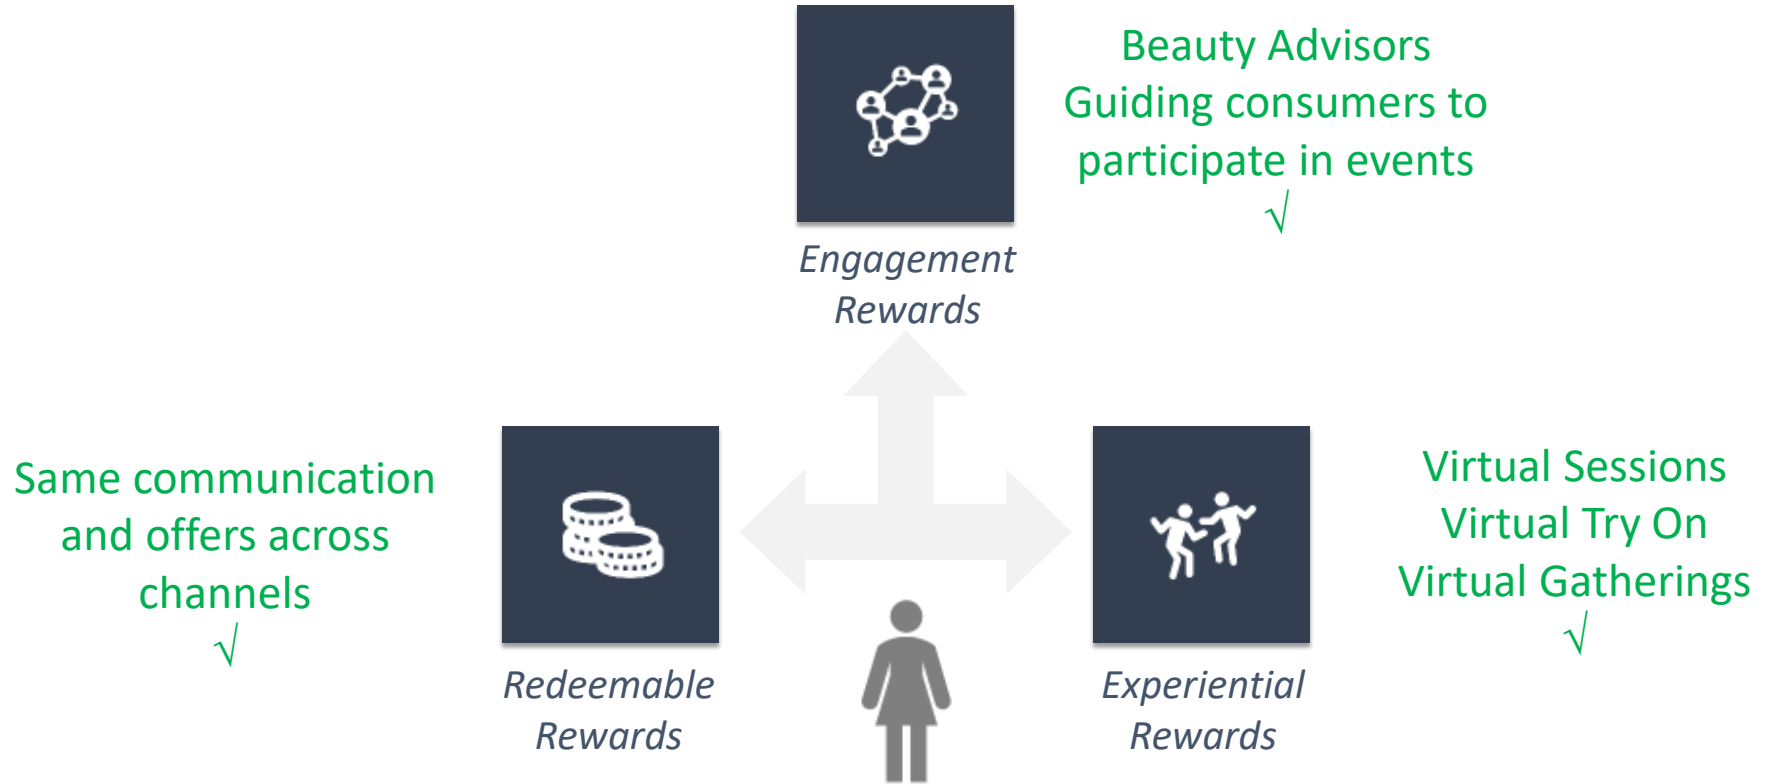 Beauty Advisors
Guiding consumers to
participate in events
√
Engagement
Rewards
Same communication
and offers across
channels
√
Redeemable
Rewards
Virtual Sessions
Virtual Try On
Virtual Gatherings
√
Experiential
Rewards